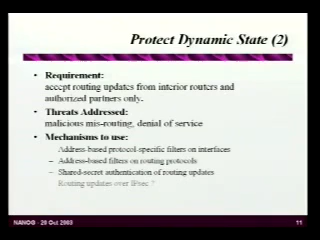 Protect Dynamic State (2)
• Requirement:
accept routing updates from interior routers and
authorized partners only.
• Threats Addressed:
malicious mis-routing, denial of service
• Mechanisms to use:
Address-based protocol-specific filters on interfaces
– Address-based filters on routing protocols
– Shared-secret authentication of routing updates
Routing updates over IPsec ?
NANOG - 20 Oct 2003
11